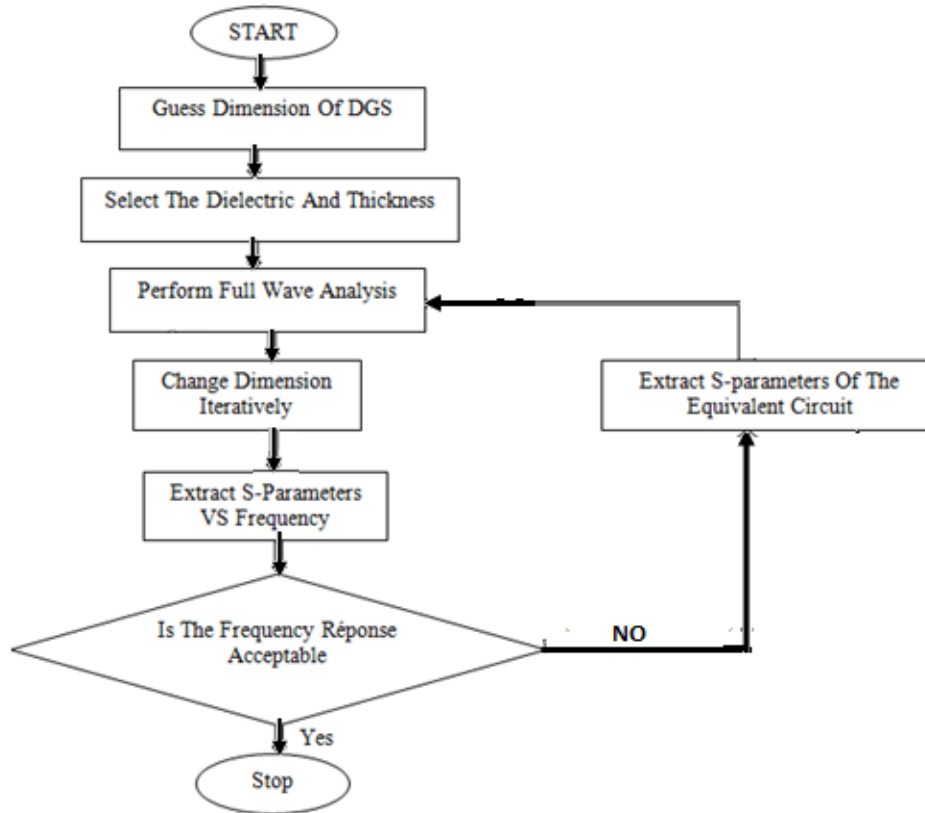 START
Guess Dimension Of DGS
Select The Dielectric And Thickness
Perform Full Wave Analysis
Change Dimension
Iteratively
Extract S-parameters Of The
Equivalent Circuit
Extract S-Parameters
VS Frequency
Is The Frequency Réponse
Acceptable
NO
Yes
Stop